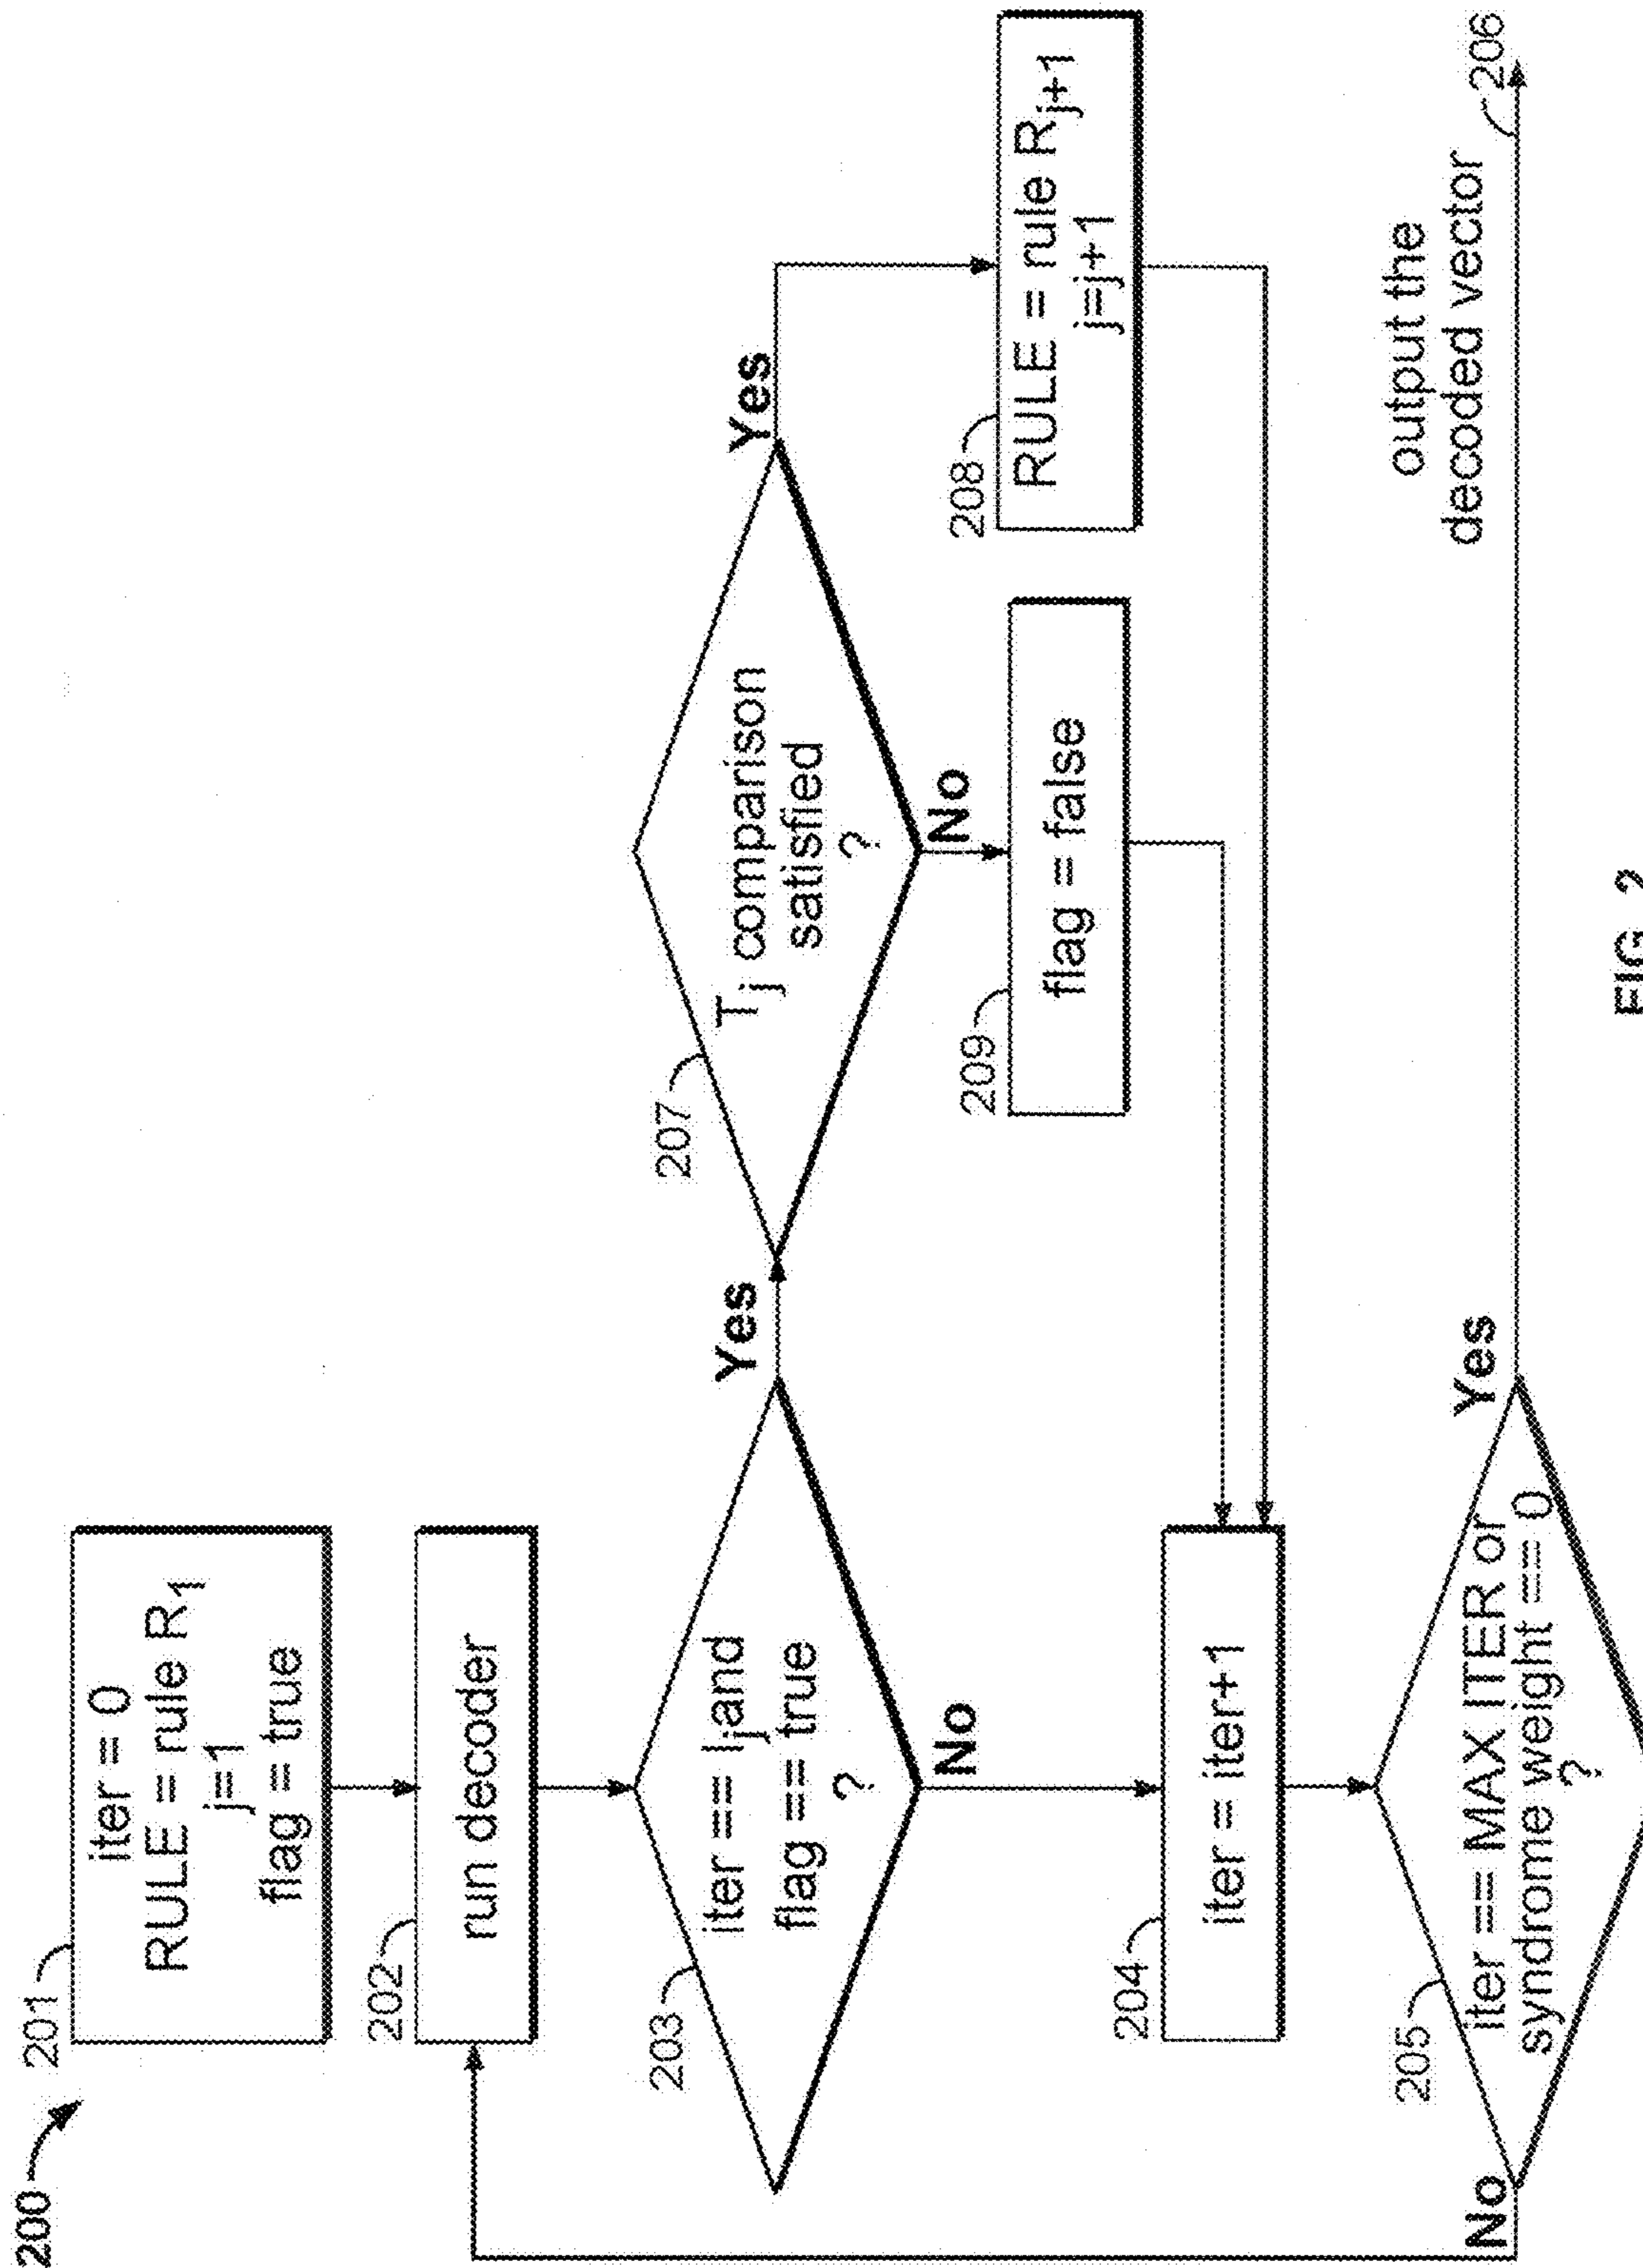 200
201
iter = 0
RULE = rule R1
j=1
flag = true
202
run decoder
203
iter == Ij and
flag == true
?
Yes
No
207
Tj comparison
satisfied
?
Yes
No
208
RULE = rule Rj+1
j=j+1
209
flag = false
204
iter = iter+1
205
iter == MAX ITER or
syndrome weight == 0
?
No
Yes
output the
decoded vector
206
FIG. 2